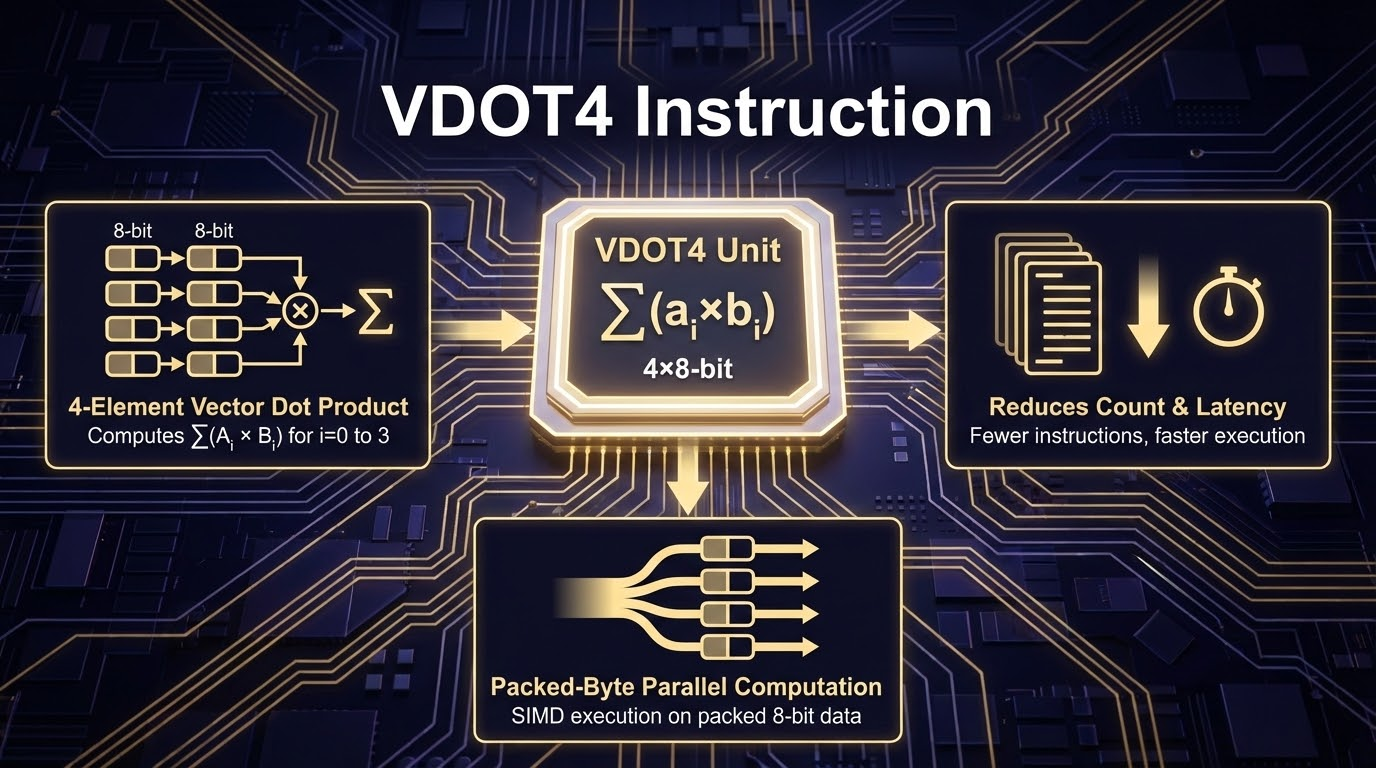 VDOT4 Instruction
8-bit 8-bit
× Σ
4-Element Vector Dot Product
Computes ∑(Aᵢ × Bᵢ) for i=0 to 3
VDOT4 Unit
∑(aᵢ×bᵢ)
4×8-bit
Reduces Count & Latency
Fewer instructions, faster execution
Packed-Byte Parallel Computation
SIMD execution on packed 8-bit data